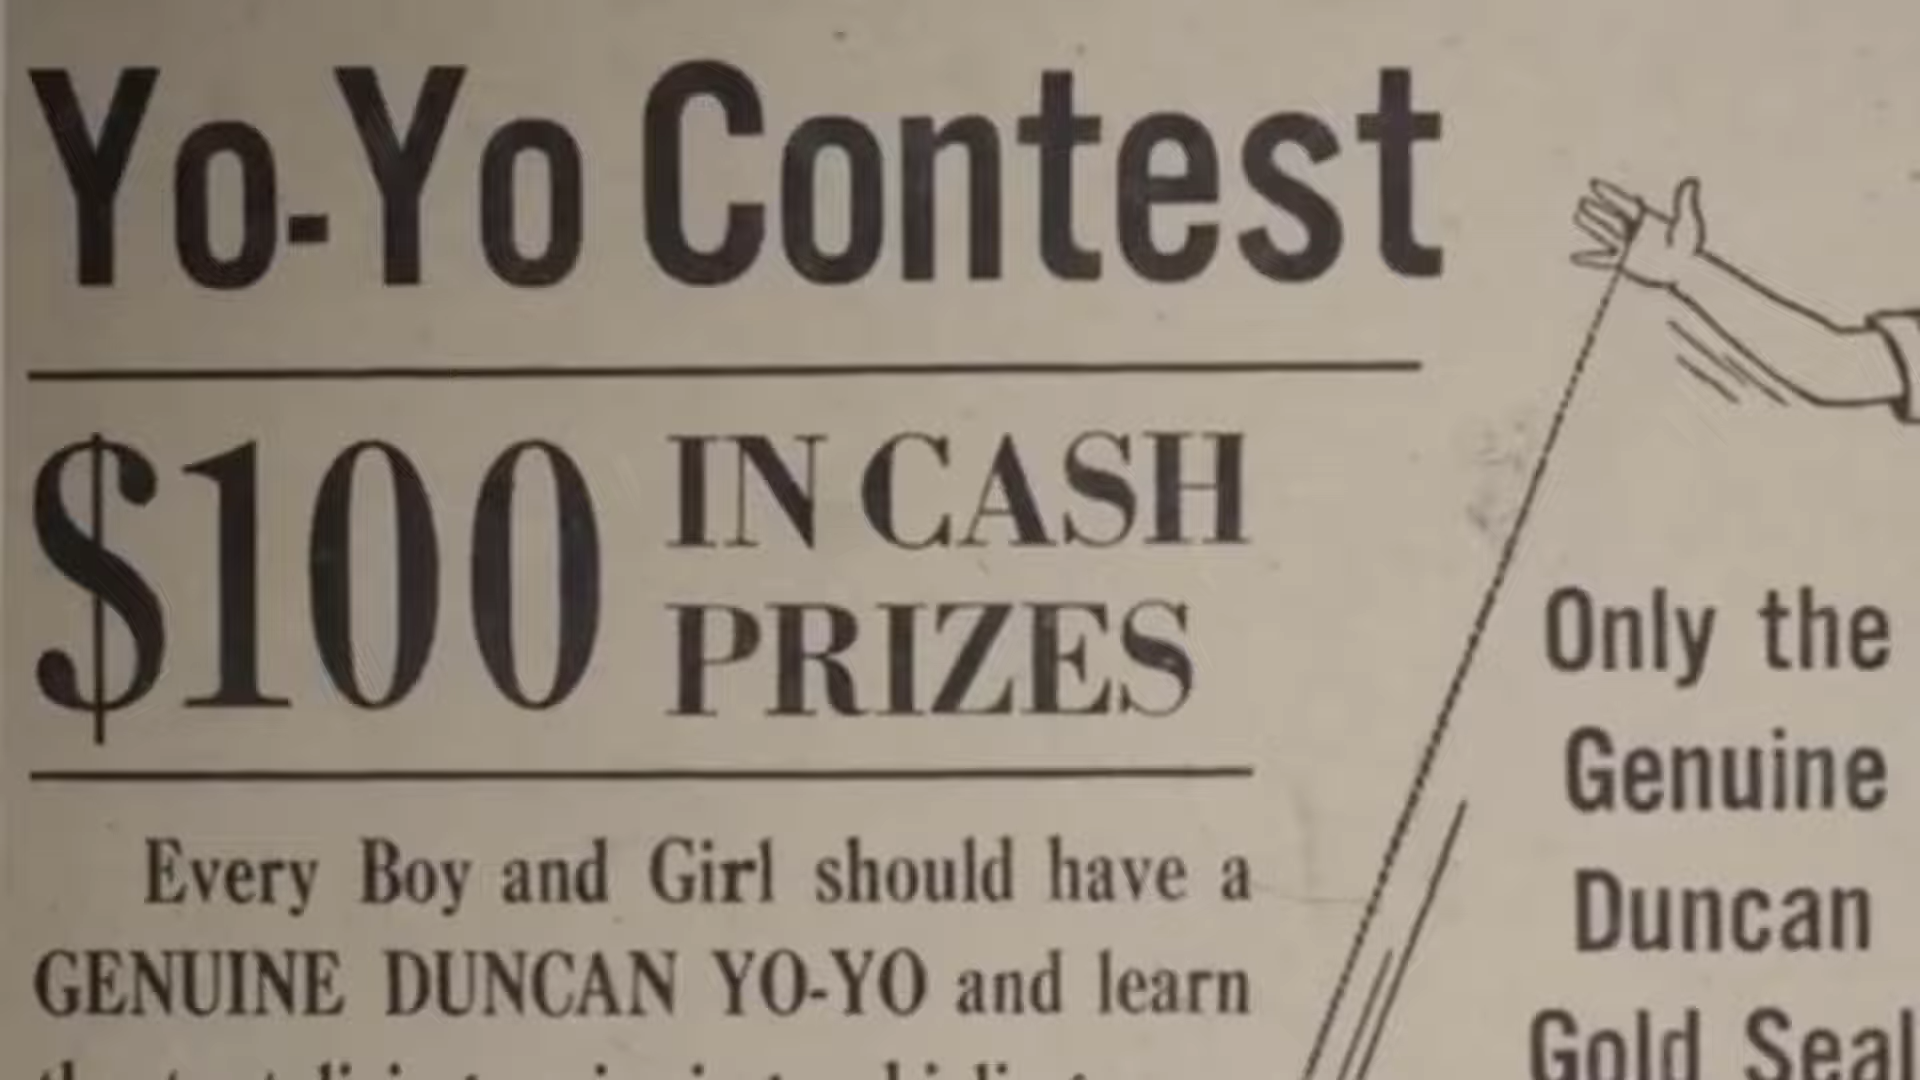 Yo-Yo Contest
$100 IN CASH
PRIZES
Every Boy and Girl should have a
GENUINE DUNCAN YO-YO and learn
Only the
Genuine
Duncan
Gold Seal